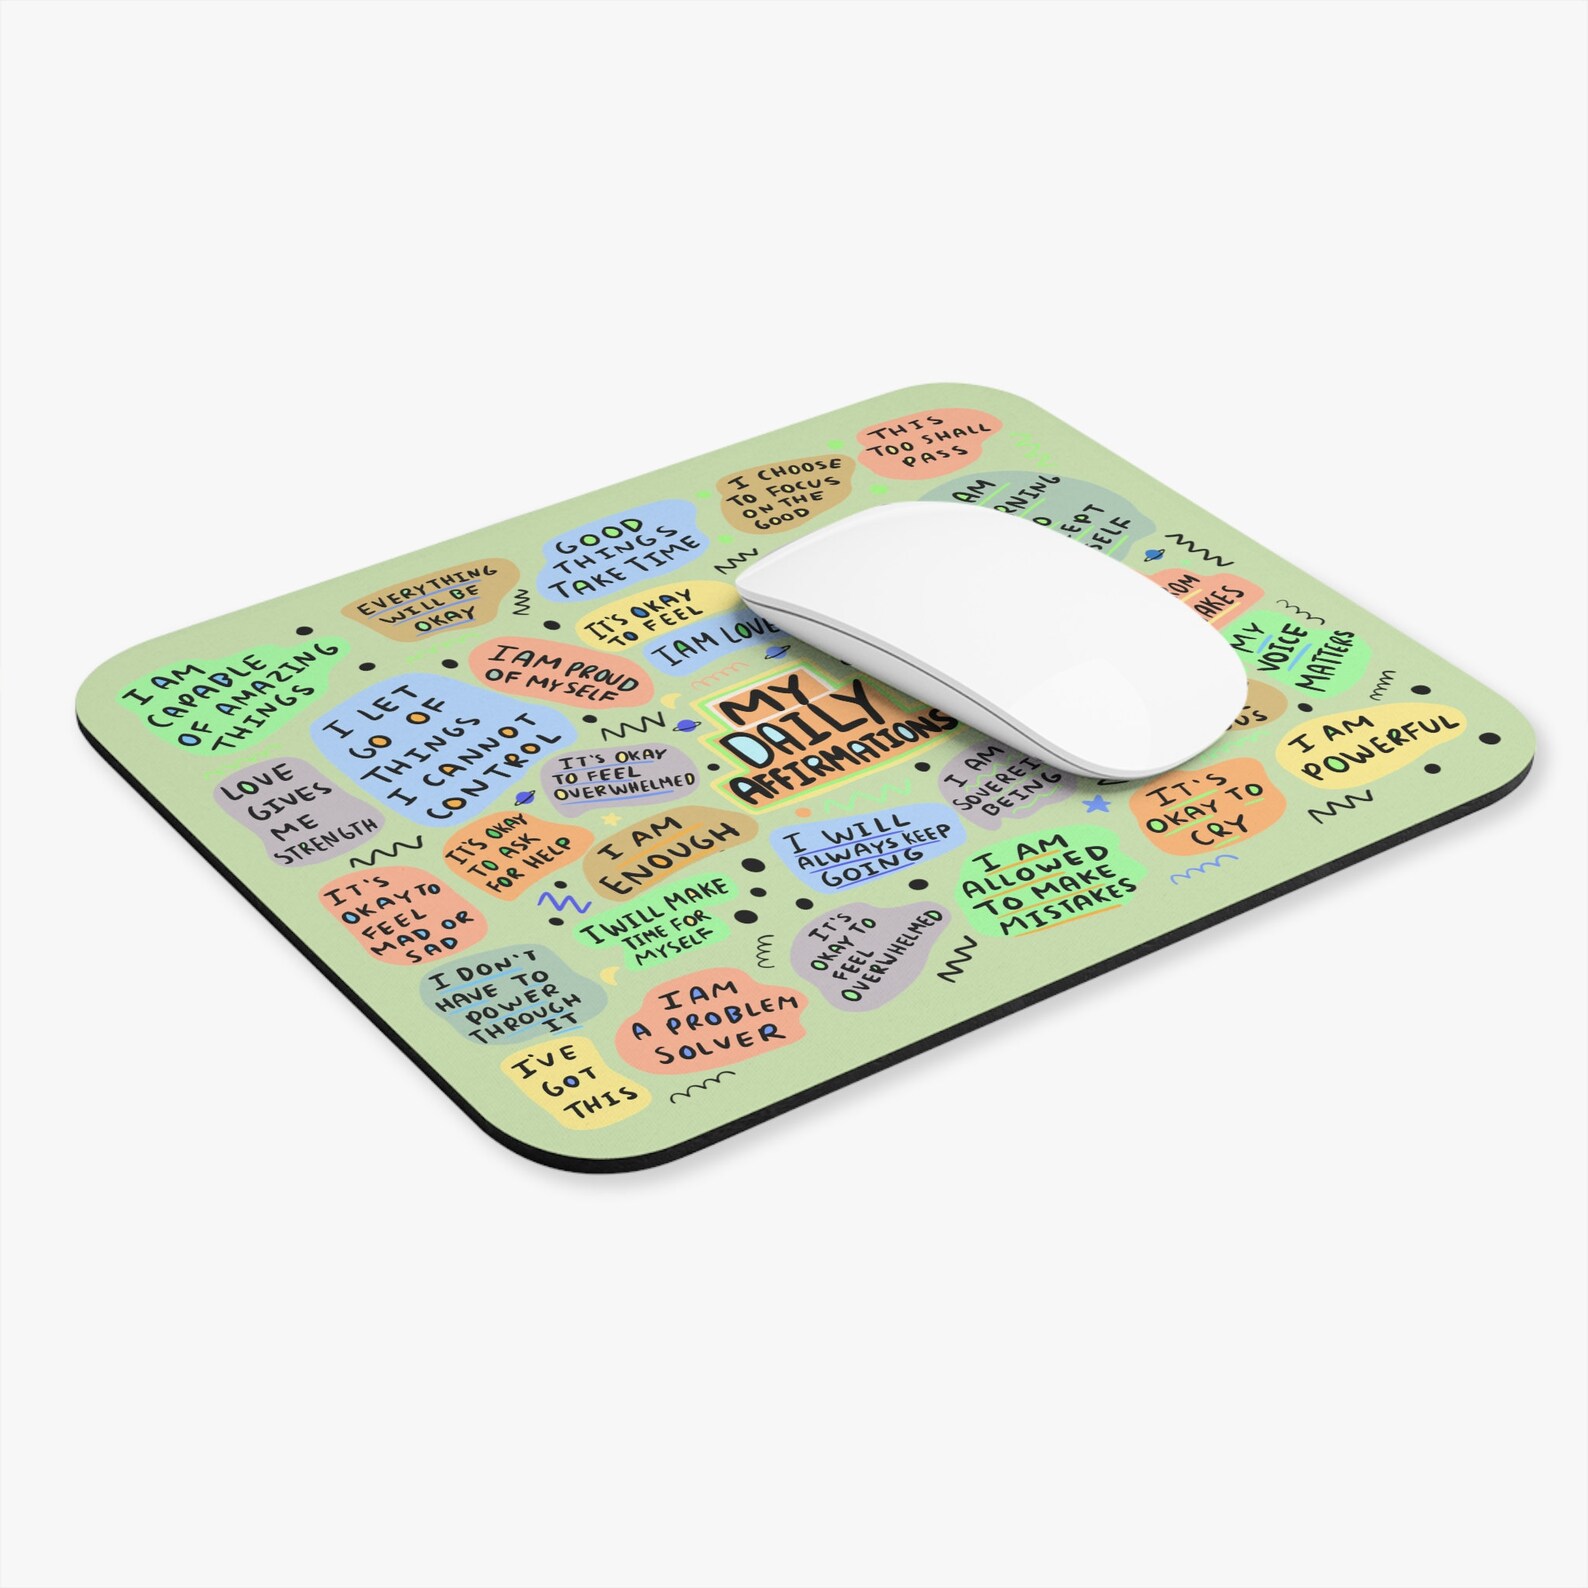 THIS
TOO SHALL
PASS
I CHOOSE
TO FOCUS
ON THE
GOOD
AM
GOOD
THINGS
TAKE TIME
EVERYTHING
WILL BE
OKAY
IT'S OKAY
TO FEEL
I AM
I AM
CAPABLE
OF AMAZING
THINGS
I AM PROUD
OF MYSELF
MY
VOICE
MATTERS
I LET
GO OF
THINGS
I CANNOT
CONTROL
MY
DAILY
AFFIRMATIONS
I AM
POWERFUL
LOVE
GIVES
ME
STRENGTH
IT'S OKAY
TO FEEL
OVERWHELMED
I AM
BEING
IT'S
OKAY TO
CRY
IT'S OKAY
TO ASK
FOR HELP
I AM
ENOUGH
I WILL
ALWAYS KEEP
GOING
I AM
ALLOWED
TO MAKE
MISTAKES
IT'S
OKAY TO
FEEL
MAD OR
SAD
I WILL MAKE
TIME FOR
MYSELF
IT'S
OKAY TO
FEEL
OVERWHELMED
I DON'T
HAVE TO
POWER
THROUGH
IT
I AM
A PROBLEM
SOLVER
I'VE
GOT
THIS